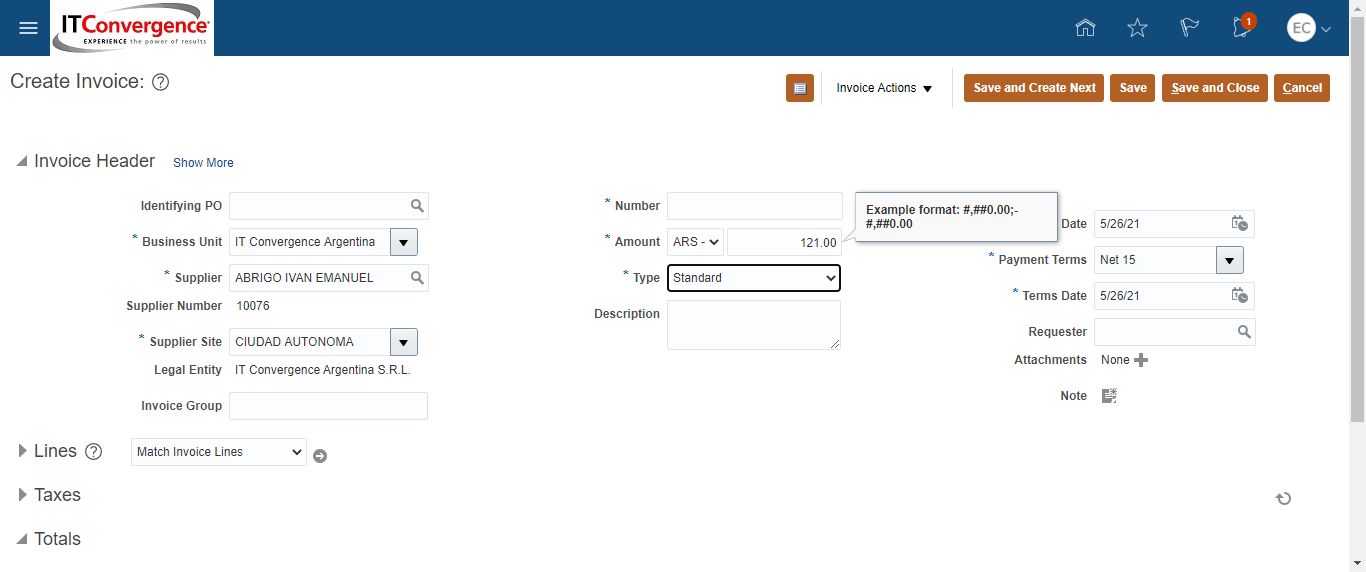 ITConvergence
EXPERIENCE the power of results
1
EC
Create Invoice: ?
Invoice Actions
Save and Create Next
Save
Save and Close
Cancel
Invoice Header Show More
Identifying PO
* Business Unit IT Convergence Argentina
* Supplier ABRIGO IVAN EMANUEL
Supplier Number 10076
* Supplier Site CIUDAD AUTONOMA
Legal Entity IT Convergence Argentina S.R.L.
Invoice Group
* Number
* Amount ARS - 121.00
* Type Standard
Description
Example format: #,##0.00;-
#,##0.00
Date 5/26/21
* Payment Terms Net 15
* Terms Date 5/26/21
Requester
Attachments None
Note
Lines ? Match Invoice Lines
Taxes
Totals